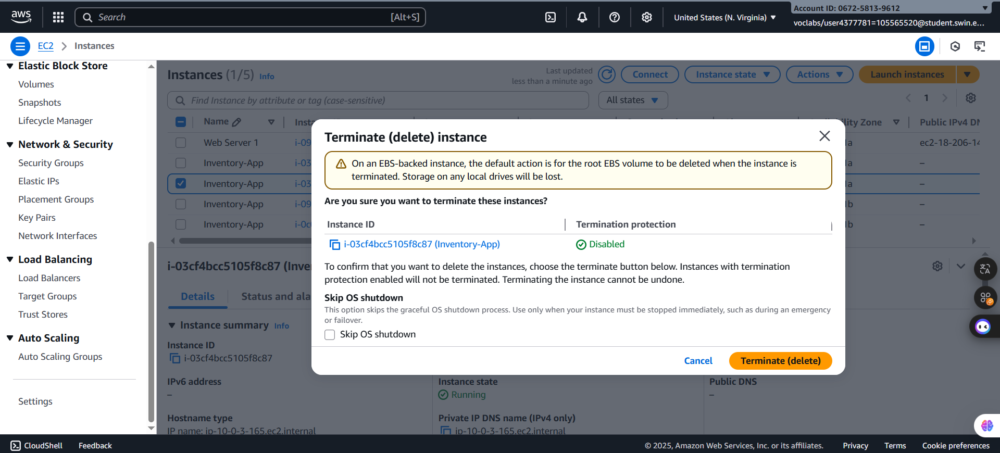 aws
Search
[Alt+S]
United States (N. Virginia)
Account ID: 0672-5813-9612
voclabs/user4377781=105565520@student.swin.e...
EC2
Instances
Elastic Block Store
Volumes
Snapshots
Lifecycle Manager
Network & Security
Security Groups
Elastic IPs
Placement Groups
Key Pairs
Network Interfaces
Load Balancing
Load Balancers
Target Groups
Trust Stores
Auto Scaling
Auto Scaling Groups
Settings
Instances (1/5) Info
Last updated
less than a minute ago
Connect
Instance state
Actions
Launch instances
Find Instance by attribute or tag (case-sensitive)
All states
1
Name
Zone
Public IPv4
Web Server 1 i-09 1a ec2-18-206-14
Inventory-App i-03 1a –
Inventory-App i-03 1a –
Inventory-App i-09 1b –
Inventory-App i-0c 1b –
Terminate (delete) instance
On an EBS-backed instance, the default action is for the root EBS volume to be deleted when the instance is
terminated. Storage on any local drives will be lost.
Are you sure you want to terminate these instances?
Instance ID
Termination protection
i-03cf4bcc5105f8c87 (Inventory-App)
Disabled
To confirm that you want to delete the instances, choose the terminate button below. Instances with termination
protection enabled will not be terminated. Terminating the instance cannot be undone.
Skip OS shutdown
This option skips the graceful OS shutdown process. Use only when your instance must be stopped immediately, such as during an emergency
or failover.
Skip OS shutdown
Cancel
Terminate (delete)
i-03cf4bcc5105f8c87 (Inve
Details
Status and ala
Instance summary Info
Instance ID
i-03cf4bcc5105f8c87
IPv6 address
–
Instance state
Running
Public DNS
–
Hostname type
IP name: ip-10-0-3-165.ec2.internal
Private IP DNS name (IPv4 only)
ip-10-0-3-165.ec2.internal
CloudShell
Feedback
© 2025, Amazon Web Services, Inc. or its affiliates.
Privacy
Terms
Cookie preferences